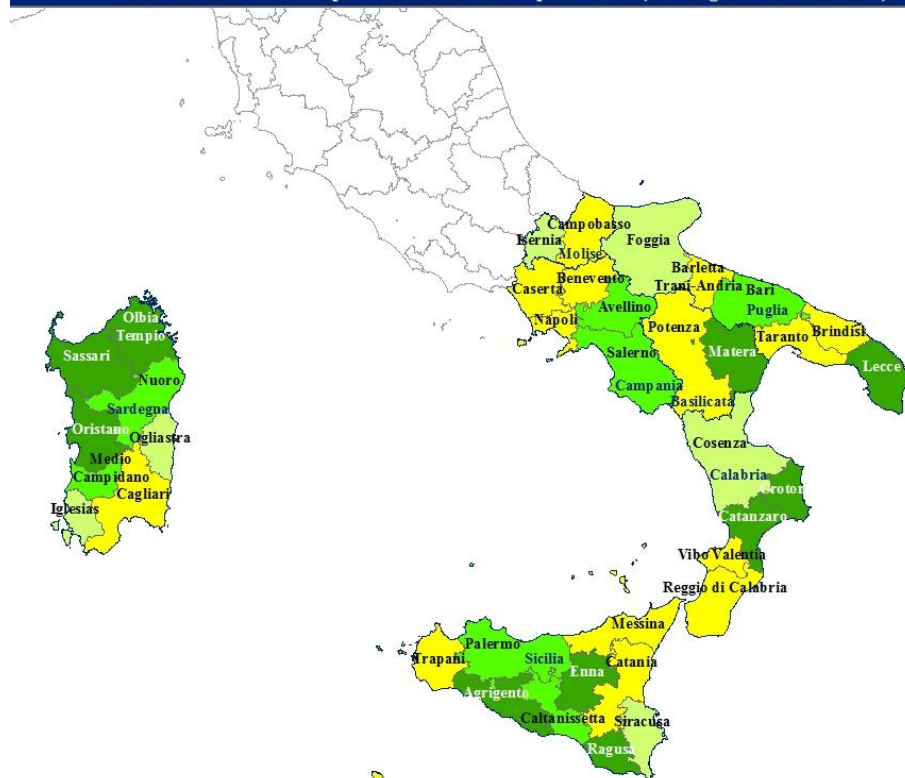 Campobasso
Isernia
Foggia
Molise
Barletta
Benevento
Trani-Andria
Caserta
Bari
Avellino
Puglia
Napoli
Potenza
Brindisi
Taranto
Salerno
Matera
Lecce
Campania
Basilicata
Cosenza
Calabria
Croton
Catanzaro
Vibo Valentia
Reggio di Calabria
Olbia
Tempio
Sassari
Nuoro
Sardegna
Oristano
Ogliastra
Medio
Campidano
Cagliari
Iglesias
Messina
Palermo
Trapani
Sicilia
Catania
Enna
Agrigento
Caltanissetta
Siracusa
Ragusa